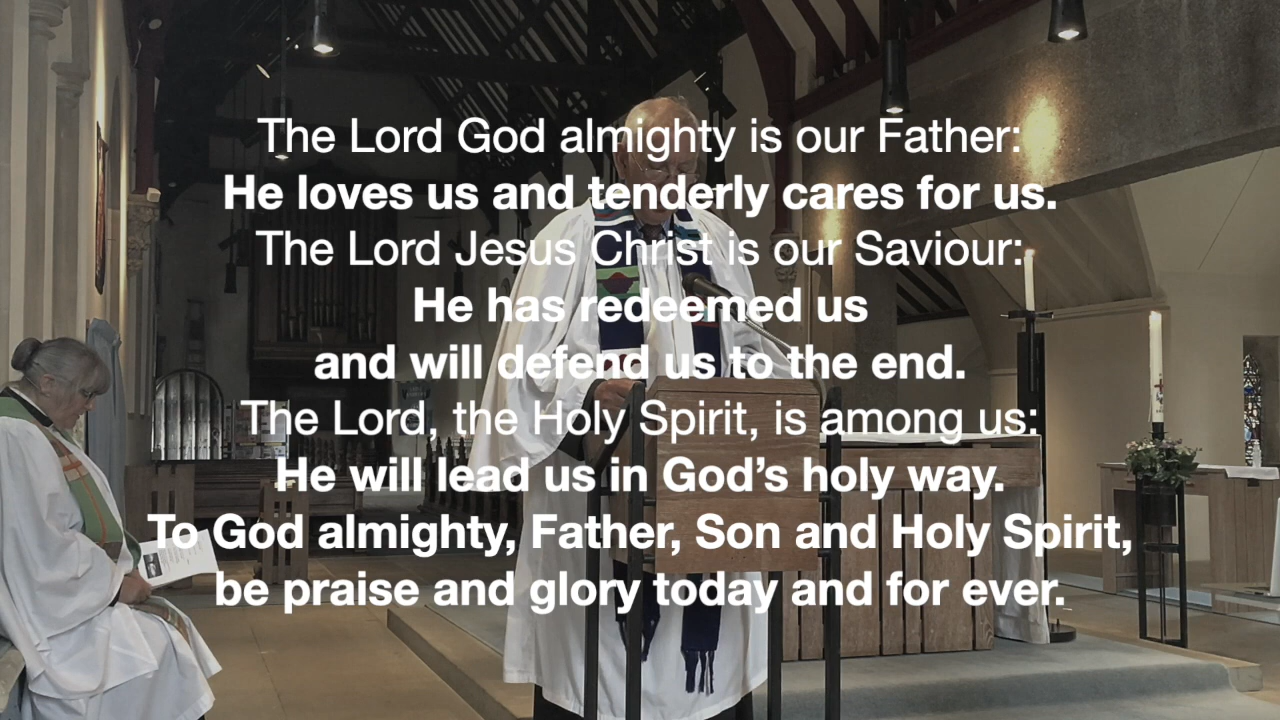 The Lord God almighty is our Father:
He loves us and tenderly cares for us.
The Lord Jesus Christ is our Saviour:
He has redeemed us
and will defend us to the end.
The Lord, the Holy Spirit, is among us:
He will lead us in God’s holy way.
To God almighty, Father, Son and Holy Spirit,
be praise and glory today and for ever.